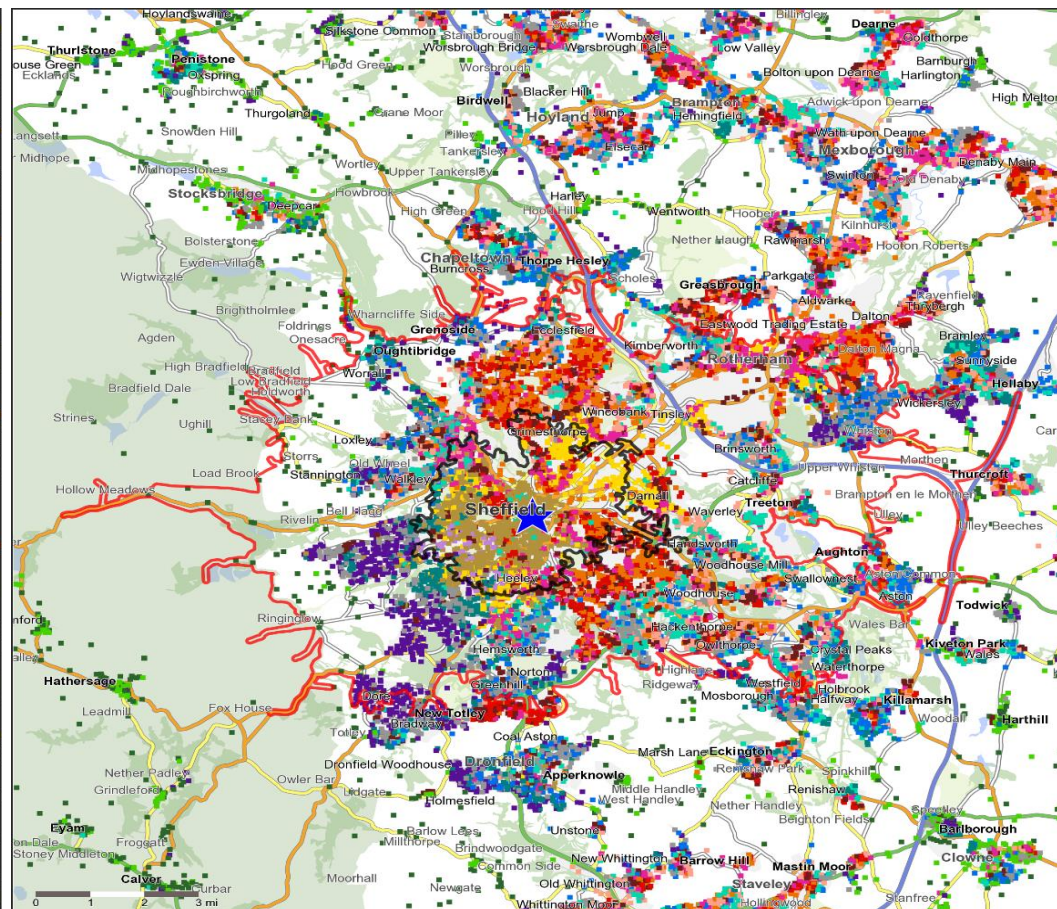 Hoylandswaine
Silkstone Common
Stainborough
Swaithe
Wombwell
Billingley
Dearne
Goldthorpe
Thurlstone
Worsbrough Bridge
Worsbrough Dale
Low Valley
Barnburgh
ouse Green
Penistone
Hood Green
Worsbrough
Bolton upon Dearne
Harlington
Ecklands
Oxspring
Roughbirchworth
Birdwell
Blacker Hill
Brampton
Adwick upon Dearne
High Melton
Thurgoland
Crane Moor
Hoyland
Jump
Hemingfield
Langsett
Snowden Hill
Pilley
Elsecar
Wath upon Dearne
r Midhope
Tankersley
Mexborough
Denaby Main
Midhopestones
Wortley
Upper Tankersley
Swinton
Old Denaby
Stocksbridge
Howbrook
Deepcar
High Green
Harley
Hood Hill
Wentworth
Hoober
Kilnhurst
Bolsterstone
Nether Haugh
Rawmarsh
Hooton Roberts
Ewden Village
Chapeltown
Thorpe Hesley
Wigtwizzle
Burncross
Scholes
Parkgate
Greasbrough
Ravenfield
Brightholmlee
Wharncliffe Side
Aldwarke
Thrybergh
Foldrings
Grenoside
Ecclesfield
Eastwood Trading Estate
Dalton
Bramley
Agden
Onesacre
Oughtibridge
Kimberworth
Dalton Magna
Sunnyside
High Bradfield
Bradfield
Worrall
Rotherham
Low Bradfield
Hellaby
Bradfield Dale
Holdworth
Wickersley
Strines
Stacey Bank
Wincobank
Tinsley
Ughill
Loxley
Grimesthorpe
Whiston
Storrs
Old Wheel
Brinsworth
Morthen
Load Brook
Stannington
Walkley
Upper Whiston
Thurcroft
Hollow Meadows
Catcliffe
Brampton en le Morthen
Bell Hagg
Sheffield
Darnall
Treeton
Ulley
Rivelin
Waverley
Ulley Beeches
Handsworth
Aughton
Woodhouse Mill
Heeley
Swallownest
Aston Common
Woodhouse
Aston
Todwick
Ringinglow
Hackenthorpe
Wales Bar
Hemsworth
Owlthorpe
Crystal Peaks
Kiveton Park
Wales
Norton
Highlane
Waterthorpe
Hathersage
Greenhill
Ridgeway
Westfield
Holbrook
Dore
Mosborough
Halfway
Killamarsh
Leadmill
Fox House
New Totley
Woodall
Harthill
Totley
Bradway
Coal Aston
Marsh Lane
Eckington
Nether Padley
Dronfield Woodhouse
Dronfield
Renishaw Park
Spinkhill
Grindleford
Owler Bar
Apperknowle
Lidgate
Middle Handley
Renishaw
Holmesfield
West Handley
Nether Handley
Eyam
Unstone
Beighton Fields
Barlborough
on Dale
Froggatt
Barlow Lees
Brindwoodgate
Stoney Middleton
Millthorpe
Common Side
New Whittington
Barrow Hill
Mastin Moor
Clowne
Calver
Moorhall
Old Whittington
Staveley
Curbar
Newgate
Whittington Moor
Hollingwood
Stanfree
0 1 2 3 mi